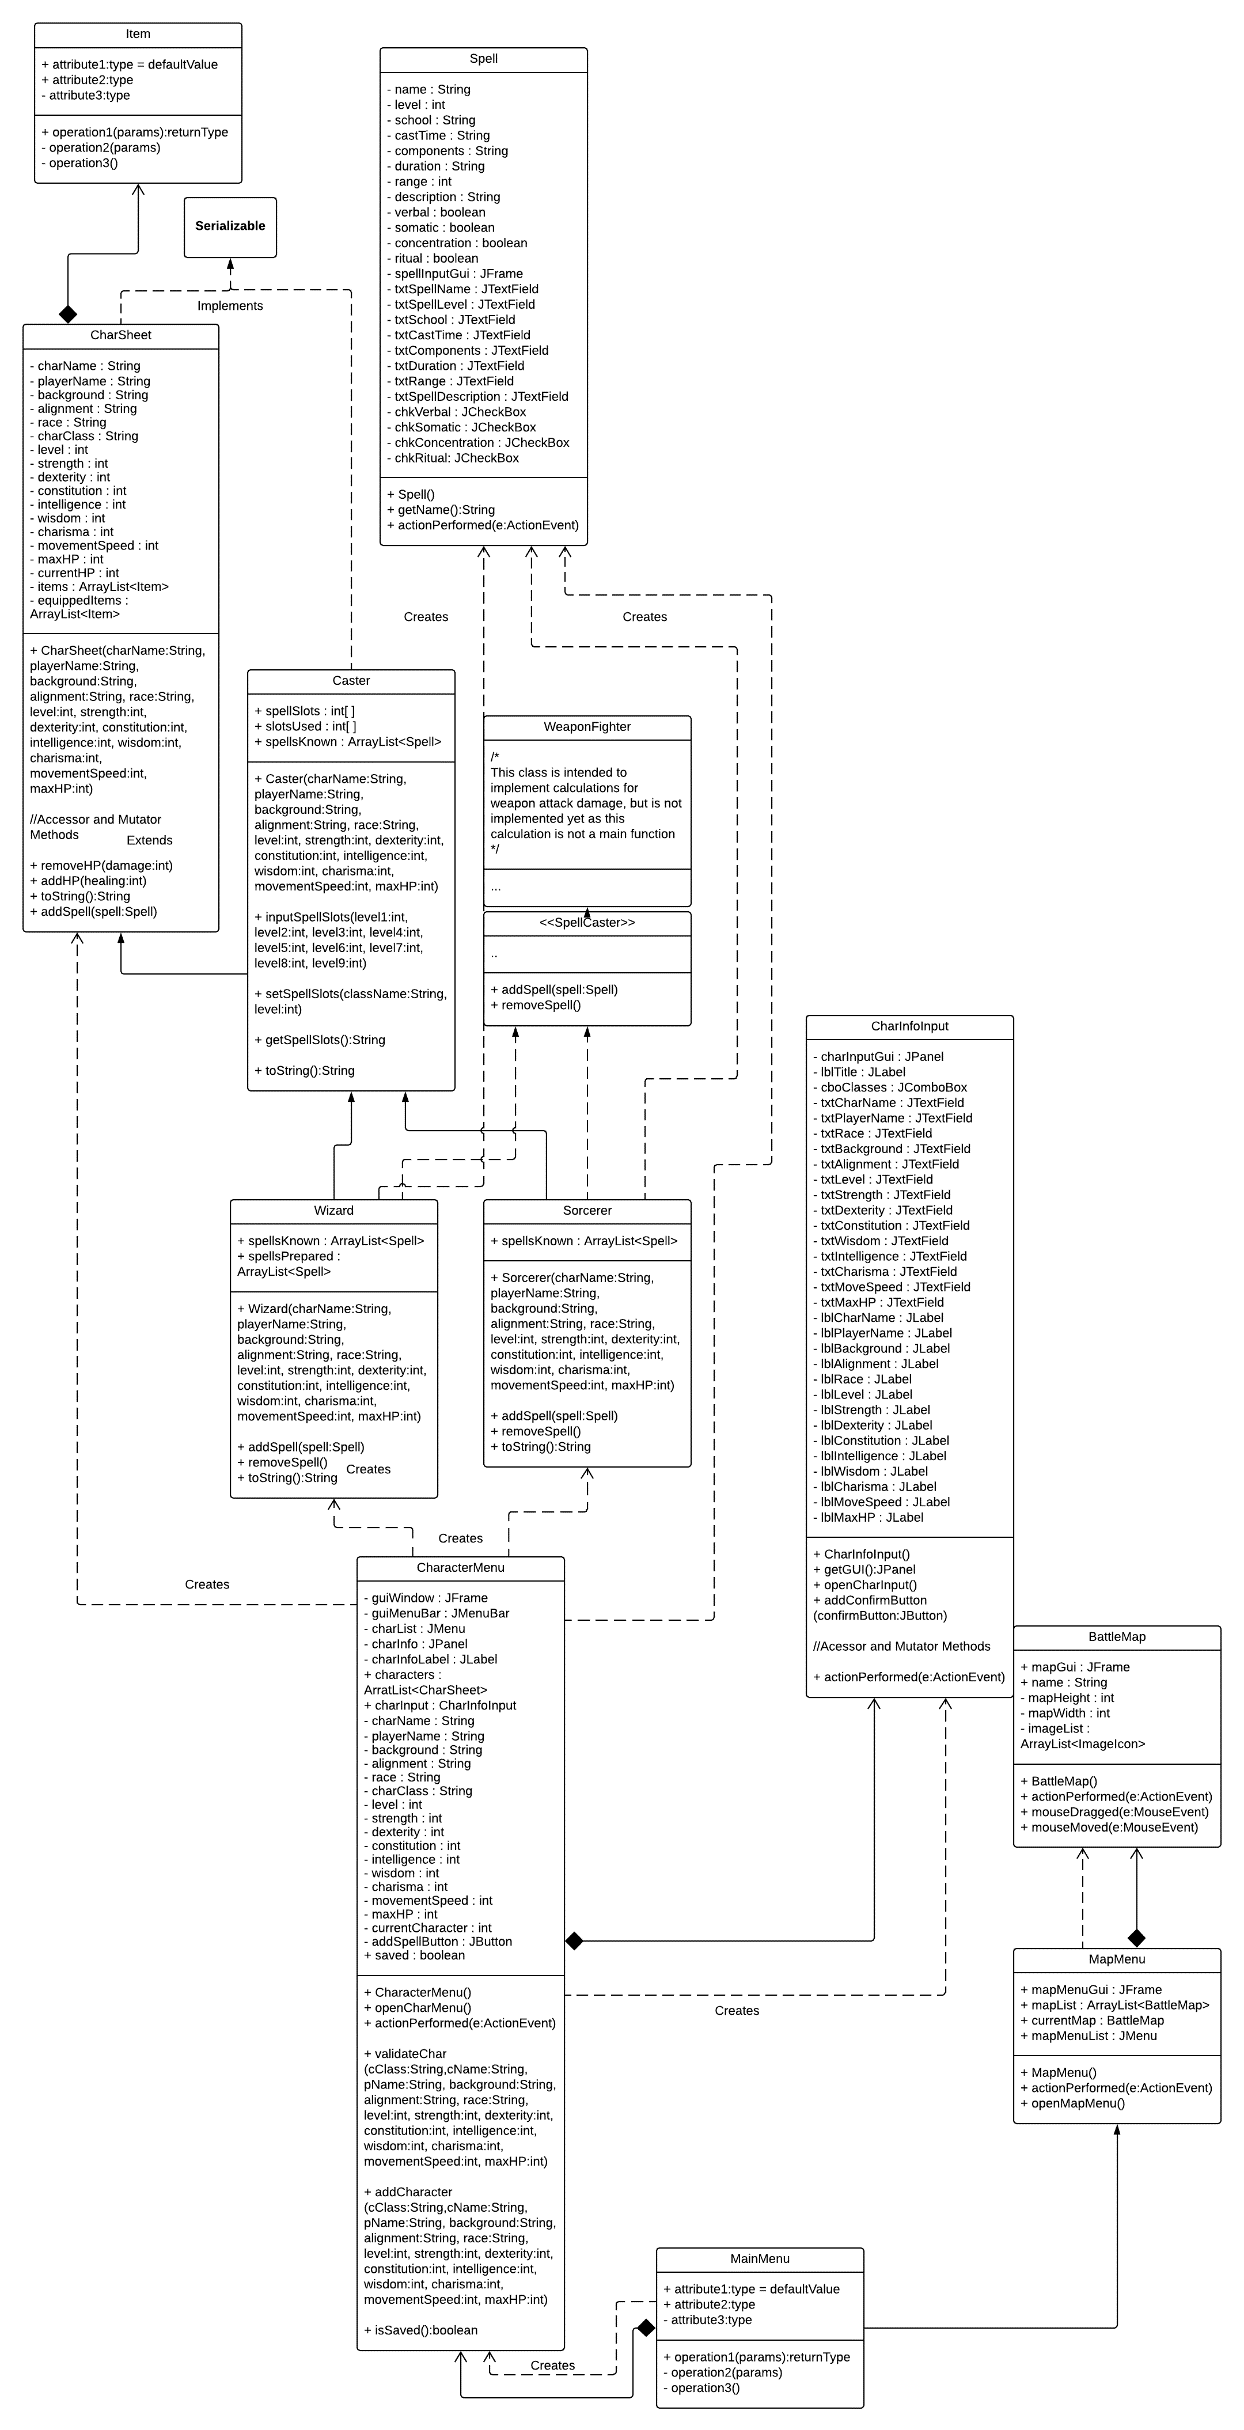 Item
+ attribute1:type = defaultValue
+ attribute2:type
- attribute3:type
+ operation1(params):returnType
- operation2(params)
- operation3()
Serializable
Implements
Spell
- name : String
- level : int
- school : String
- castTime : String
- components : String
- duration : String
- range : int
- description : String
- verbal : boolean
- somatic : boolean
- concentration : boolean
- ritual : boolean
- spellInputGui : JFrame
- txtSpellName : JTextField
- txtSpellLevel : JTextField
- txtSchool : JTextField
- txtCastTime : JTextField
- txtComponents : JTextField
- txtDuration : JTextField
- txtRange : JTextField
- txtSpellDescription : JTextField
- chkVerbal : JCheckBox
- chkSomatic : JCheckBox
- chkConcentration : JCheckBox
- chkRitual: JCheckBox
+ Spell()
+ getName():String
+ actionPerformed(e:ActionEvent)
CharSheet
- charName : String
- playerName : String
- background : String
- alignment : String
- race : String
- charClass : String
- level : int
- strength : int
- dexterity : int
- constitution : int
- intelligence : int
- wisdom : int
- charisma : int
- movementSpeed : int
- maxHP : int
- currentHP : int
- items : ArrayList<Item>
- equippedItems :
ArrayList<Item>
+ CharSheet(charName:String,
playerName:String,
background:String,
alignment:String, race:String,
level:int, strength:int,
dexterity:int, constitution:int,
intelligence:int, wisdom:int,
charisma:int,
movementSpeed:int,
maxHP:int)
//Accessor and Mutator
Methods
Extends
+ removeHP(damage:int)
+ addHP(healing:int)
+ toString():String
+ addSpell(spell:Spell)
Creates
Creates
Caster
+ spellSlots : int[ ]
+ slotsUsed : int[ ]
+ spellsKnown : ArrayList<Spell>
+ Caster(charName:String,
playerName:String,
background:String,
alignment:String, race:String,
level:int, strength:int, dexterity:int,
constitution:int, intelligence:int,
wisdom:int, charisma:int,
movementSpeed:int, maxHP:int)
+ inputSpellSlots(level1:int,
level2:int, level3:int, level4:int,
level5:int, level6:int, level7:int,
level8:int, level9:int)
+ setSpellSlots(className:String,
level:int)
+ getSpellSlots():String
+ toString():String
WeaponFighter
/*
This class is intended to
implement calculations for
weapon attack damage, but is not
implemented yet as this
calculation is not a main function
*/
...
<<SpellCaster>>
..
+ addSpell(spell:Spell)
+ removeSpell()
Wizard
+ spellsKnown : ArrayList<Spell>
+ spellsPrepared :
ArrayList<Spell>
+ Wizard(charName:String,
playerName:String,
background:String,
alignment:String, race:String,
level:int, strength:int, dexterity:int,
constitution:int, intelligence:int,
wisdom:int, charisma:int,
movementSpeed:int, maxHP:int)
+ addSpell(spell:Spell)
+ removeSpell()
+ toString():String
Creates
Sorcerer
+ spellsKnown : ArrayList<Spell>
+ Sorcerer(charName:String,
playerName:String,
background:String,
alignment:String, race:String,
level:int, strength:int, dexterity:int,
constitution:int, intelligence:int,
wisdom:int, charisma:int,
movementSpeed:int, maxHP:int)
+ addSpell(spell:Spell)
+ removeSpell()
+ toString():String
CharInfoInput
- charInputGui : JPanel
- lblTitle : JLabel
- cboClasses : JComboBox
- txtCharName : JTextField
- txtPlayerName : JTextField
- txtRace : JTextField
- txtBackground : JTextField
- txtAlignment : JTextField
- txtLevel : JTextField
- txtStrength : JTextField
- txtDexterity : JTextField
- txtConstitution : JTextField
- txtWisdom : JTextField
- txtIntelligence : JTextField
- txtCharisma : JTextField
- txtMoveSpeed : JTextField
- txtMaxHP : JTextField
- lblCharName : JLabel
- lblPlayerName : JLabel
- lblBackground : JLabel
- lblAlignment : JLabel
- lblRace : JLabel
- lblLevel : JLabel
- lblStrength : JLabel
- lblDexterity : JLabel
- lblConstitution : JLabel
- lblIntelligence : JLabel
- lblWisdom : JLabel
- lblCharisma : JLabel
- lblMoveSpeed : JLabel
- lblMaxHP : JLabel
+ CharInfoInput()
+ getGUI():JPanel
+ openCharInput()
+ addConfirmButton
(confirmButton:JButton)
//Acessor and Mutator Methods
+ actionPerformed(e:ActionEvent)
Creates
Creates
CharacterMenu
- guiWindow : JFrame
- guiMenuBar : JMenuBar
- charList : JMenu
- charInfo : JPanel
- charInfoLabel : JLabel
+ characters :
ArratList<CharSheet>
+ charInput : CharInfoInput
- charName : String
- playerName : String
- background : String
- alignment : String
- race : String
- charClass : String
- level : int
- strength : int
- dexterity : int
- constitution : int
- intelligence : int
- wisdom : int
- charisma : int
- movementSpeed : int
- maxHP : int
- currentCharacter : int
- addSpellButton : JButton
+ saved : boolean
+ CharacterMenu()
+ openCharMenu()
+ actionPerformed(e:ActionEvent)
+ validateChar
(cClass:String,cName:String,
pName:String, background:String,
alignment:String, race:String,
level:int, strength:int, dexterity:int,
constitution:int, intelligence:int,
wisdom:int, charisma:int,
movementSpeed:int, maxHP:int)
+ addCharacter
(cClass:String,cName:String,
pName:String, background:String,
alignment:String, race:String,
level:int, strength:int, dexterity:int,
constitution:int, intelligence:int,
wisdom:int, charisma:int,
movementSpeed:int, maxHP:int)
+ isSaved():boolean
BattleMap
+ mapGui : JFrame
+ name : String
- mapHeight : int
- mapWidth : int
- imageList :
ArrayList<ImageIcon>
+ BattleMap()
+ actionPerformed(e:ActionEvent)
+ mouseDragged(e:MouseEvent)
+ mouseMoved(e:MouseEvent)
Creates
MapMenu
+ mapMenuGui : JFrame
+ mapList : ArrayList<BattleMap>
+ currentMap : BattleMap
+ mapMenuList : JMenu
+ MapMenu()
+ actionPerformed(e:ActionEvent)
+ openMapMenu()
MainMenu
+ attribute1:type = defaultValue
+ attribute2:type
- attribute3:type
+ operation1(params):returnType
- operation2(params)
- operation3()
Creates